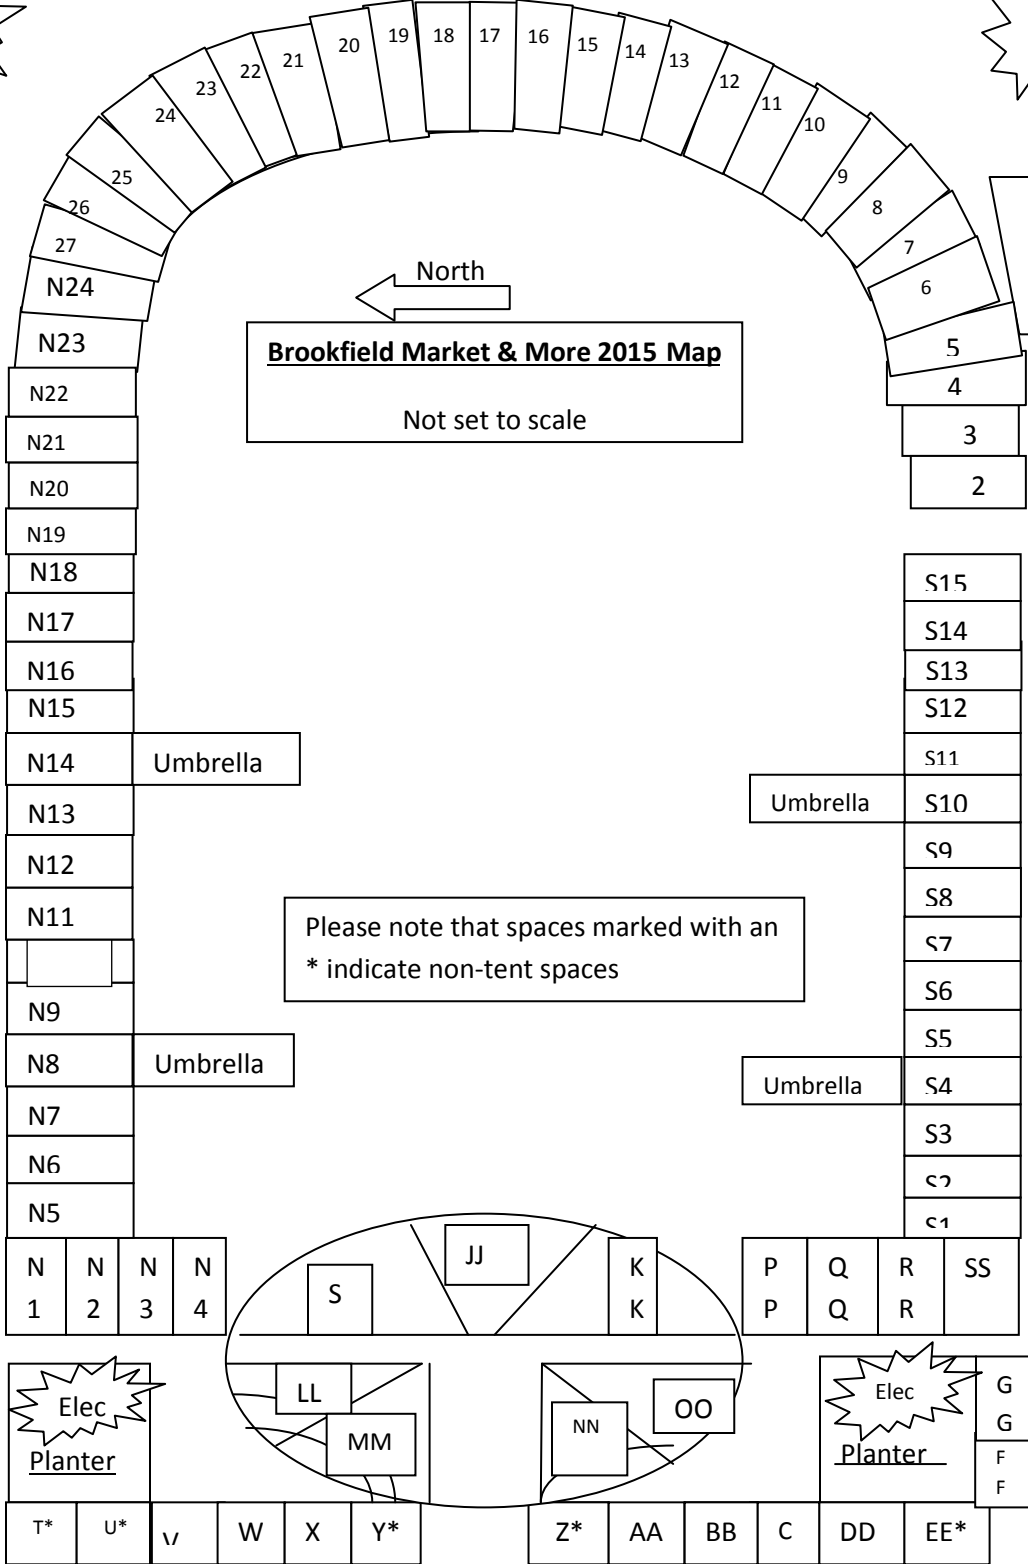 20 19 18 17 16 15 14 13
21 22 23 24 25 26 27
12 11 10 9 8 7 6 5
North
N24
N23
Brookfield Market & More 2015 Map
Not set to scale
4
3
2
N22
N21
N20
N19
N18
N17
N16
N15
N14 Umbrella
N13
N12
N11
N9
N8 Umbrella
N7
N6
N5
S15
S14
S13
S12
S11
Umbrella S10
S9
S8
S7
S6
S5
Umbrella S4
S3
S2
S1
Please note that spaces marked with an
* indicate non-tent spaces
N N N N
1 2 3 4
S
JJ
K
K
P Q R SS
P Q R
Elec
Planter
LL
MM
NN
OO
Elec
Planter
G
G
F
F
T* U* V W X Y* Z* AA BB C DD EE*